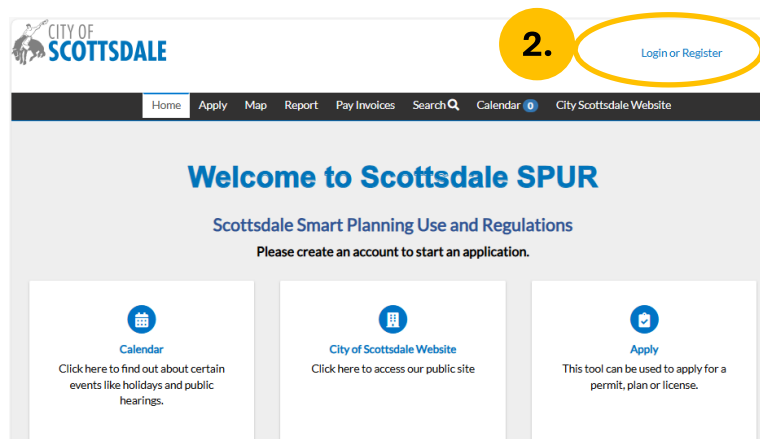 CITY OF
SCOTTSDALE
2.
Login or Register
Home Apply Map Report Pay Invoices Search Calendar 0 City Scottsdale Website
Welcome to Scottsdale SPUR
Scottsdale Smart Planning Use and Regulations
Please create an account to start an application.
Calendar
Click here to find out about certain
events like holidays and public
hearings.
City of Scottsdale Website
Click here to access our public site
Apply
This tool can be used to apply for a
permit, plan or license.